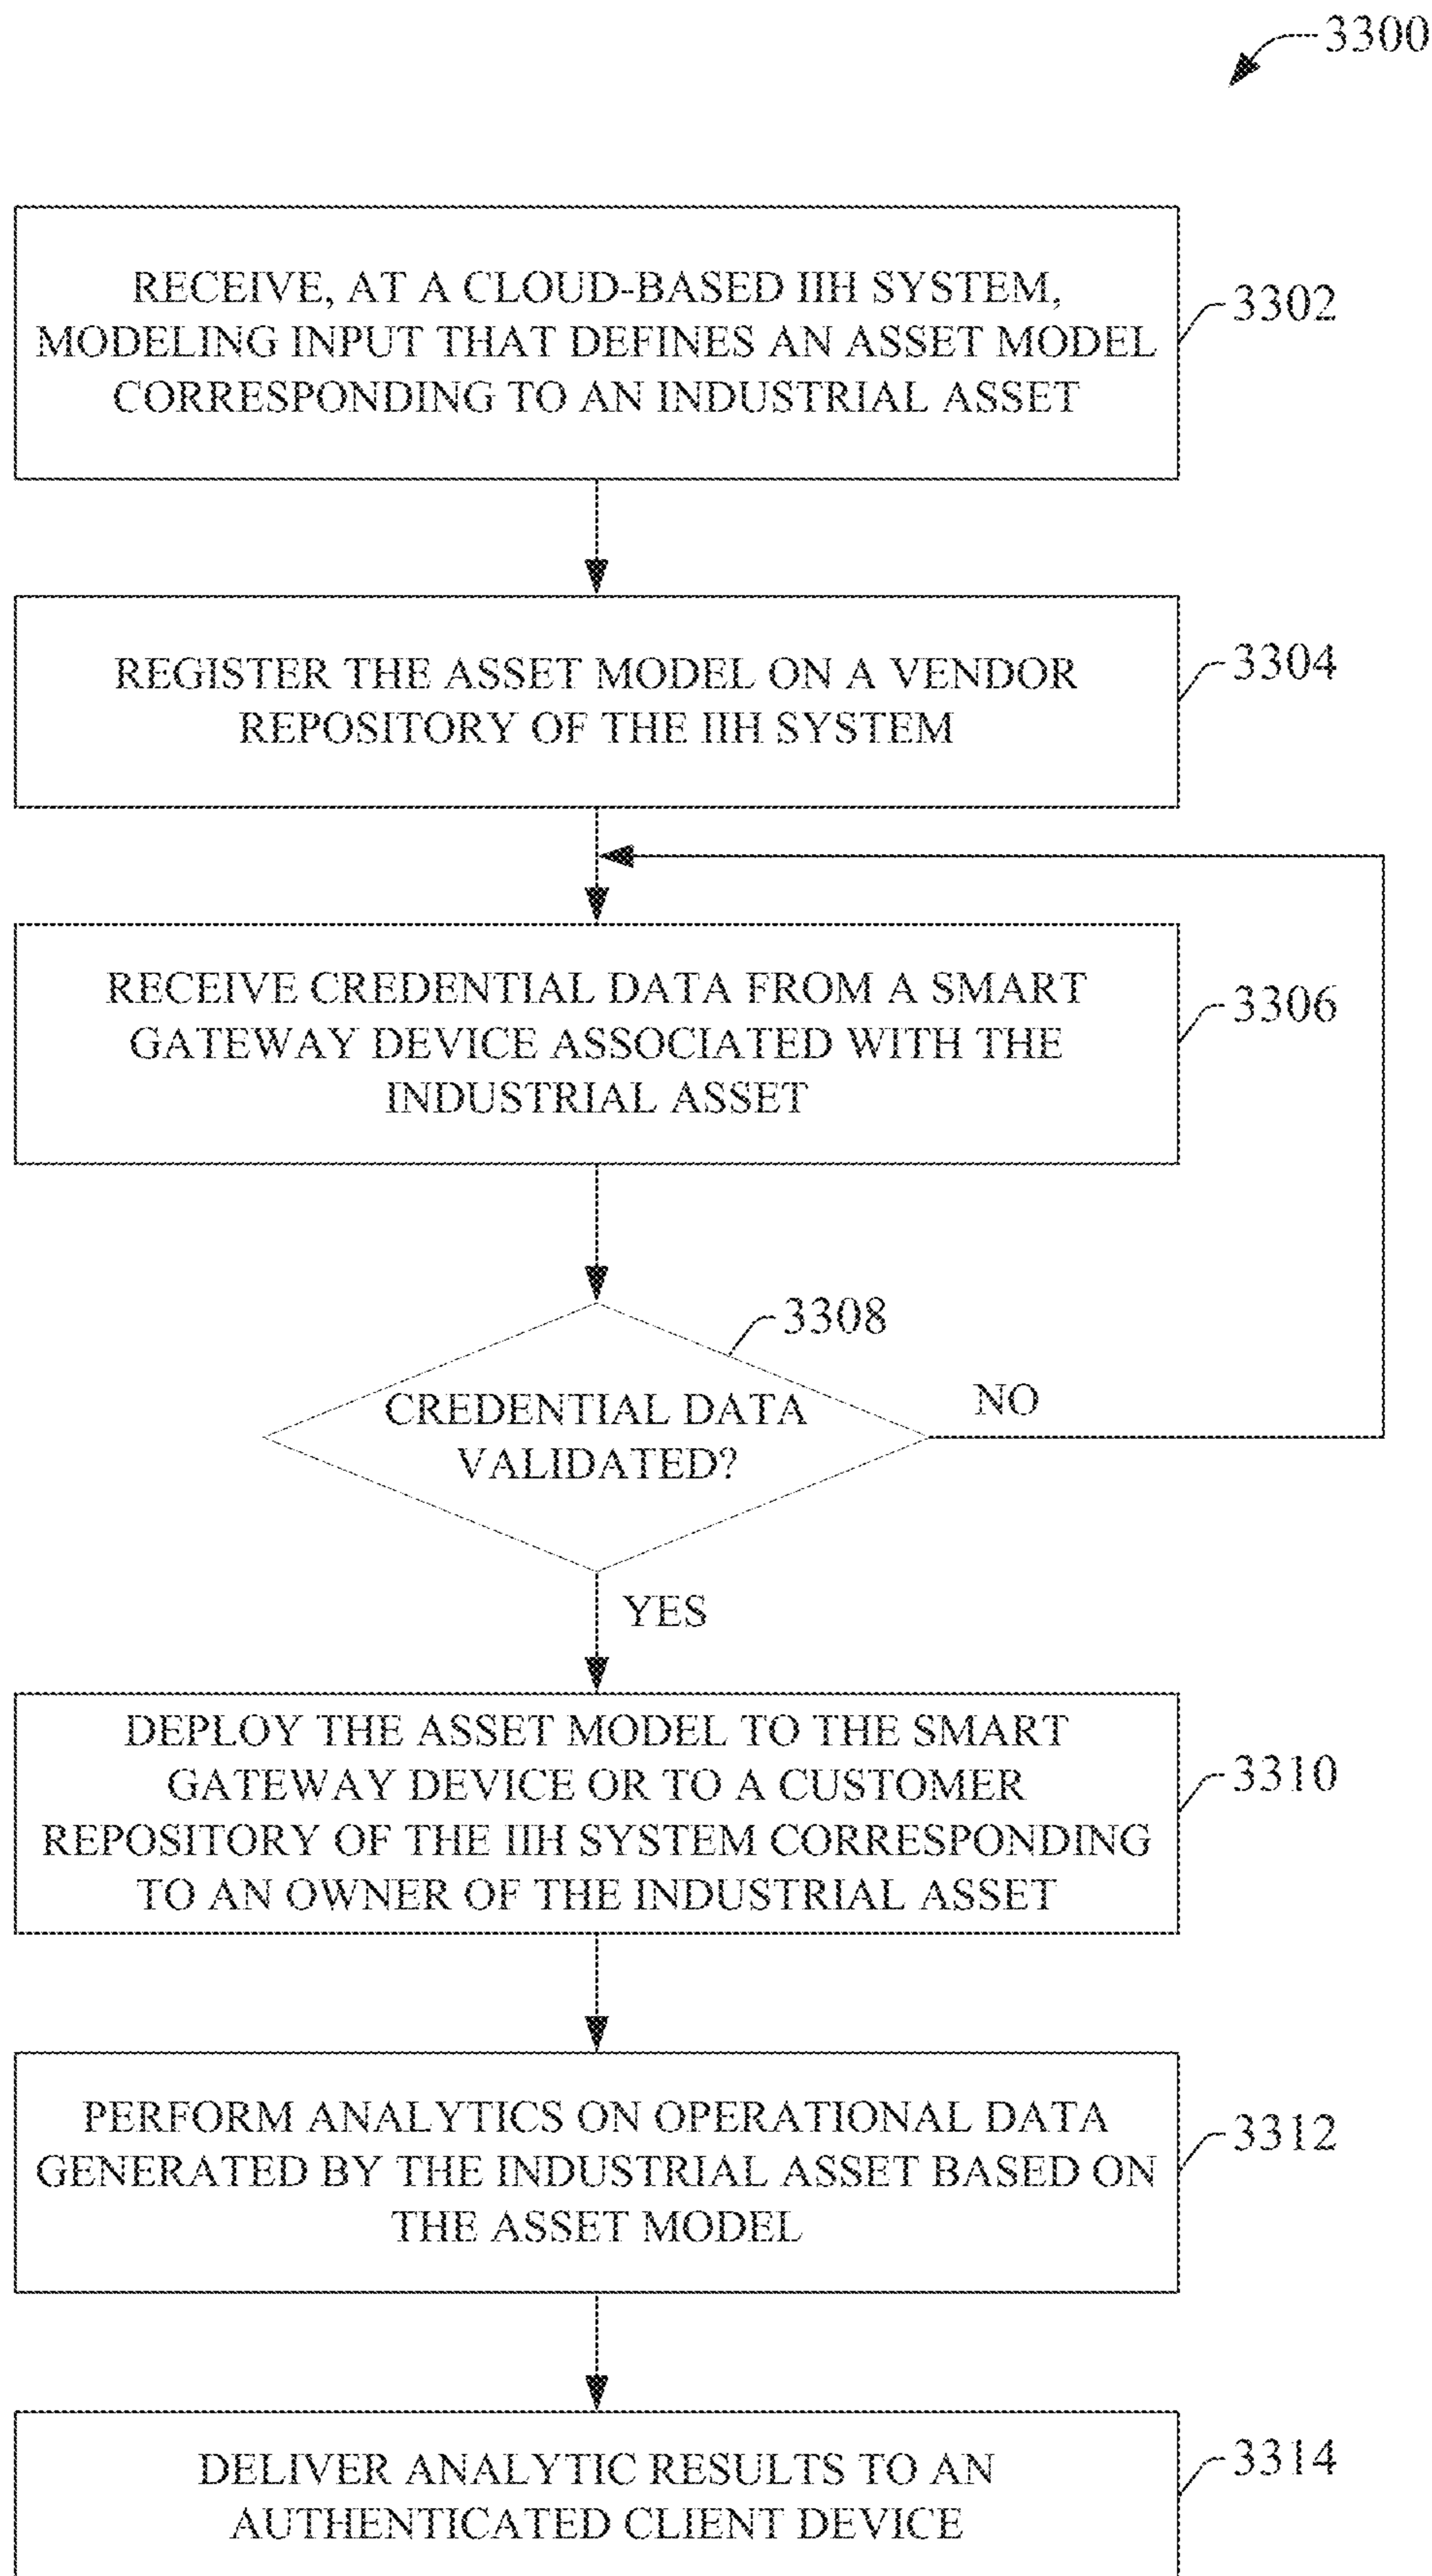 3300
RECEIVE, AT A CLOUD-BASED IIH SYSTEM,
MODELING INPUT THAT DEFINES AN ASSET MODEL
CORRESPONDING TO AN INDUSTRIAL ASSET
3302
REGISTER THE ASSET MODEL ON A VENDOR
REPOSITORY OF THE IIH SYSTEM
3304
RECEIVE CREDENTIAL DATA FROM A SMART
GATEWAY DEVICE ASSOCIATED WITH THE
INDUSTRIAL ASSET
3306
3308
CREDENTIAL DATA
VALIDATED?
NO
YES
DEPLOY THE ASSET MODEL TO THE SMART
GATEWAY DEVICE OR TO A CUSTOMER
REPOSITORY OF THE IIH SYSTEM CORRESPONDING
TO AN OWNER OF THE INDUSTRIAL ASSET
3310
PERFORM ANALYTICS ON OPERATIONAL DATA
GENERATED BY THE INDUSTRIAL ASSET BASED ON
THE ASSET MODEL
3312
DELIVER ANALYTIC RESULTS TO AN
AUTHENTICATED CLIENT DEVICE
3314